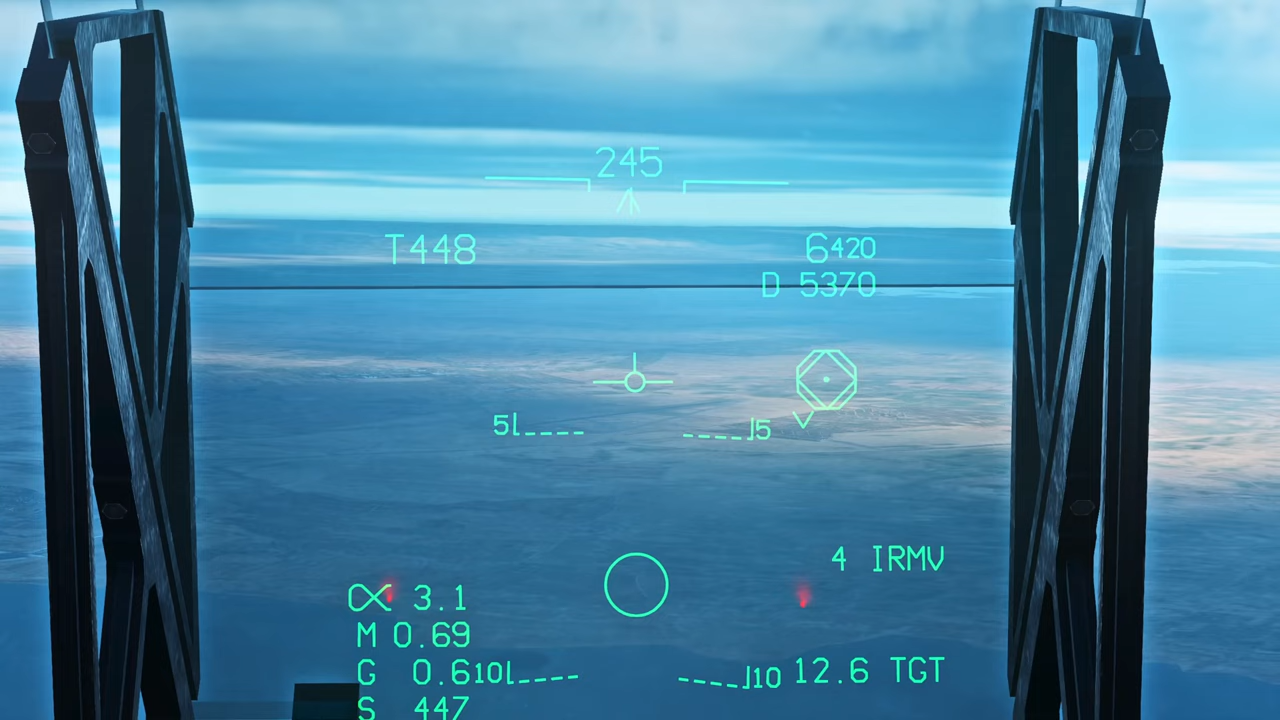 245
T448
6420
D 5370
5 5
4 IRMV
∝ 3.1
M 0.69
G 0.6
10 10
12.6 TGT
S 447